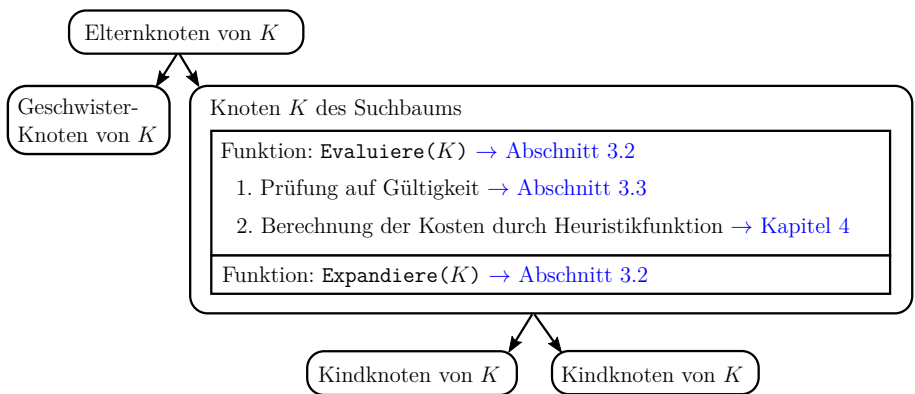 Elternknoten von K
Geschwister-
Knoten von K
Knoten K des Suchbaums
Funktion: Evaluiere(K) → Abschnitt 3.2
1. Prüfung auf Gültigkeit → Abschnitt 3.3
2. Berechnung der Kosten durch Heuristikfunktion → Kapitel 4
Funktion: Expandiere(K) → Abschnitt 3.2
Kindknoten von K
Kindknoten von K